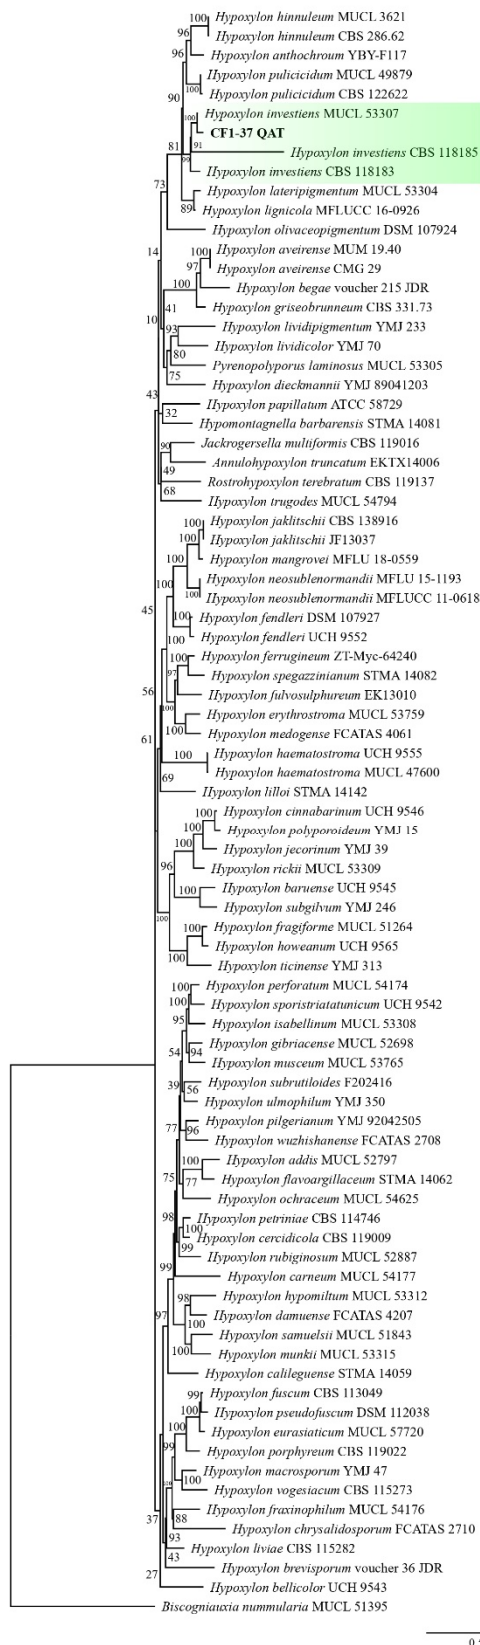 Hypoxylon hinnuleum MUCL 3621
100
96
Hypoxylon hinnuleum CBS 286.62
96
Hypoxylon anthochroum YBY-F117
Hypoxylon pulicicidum MUCL 49879
100
90
Hypoxylon pulicicidum CBS 122622
Hypoxylon investiens MUCL 53307
100
CF1-37 QAT
81
91
Hypoxylon investiens CBS 118185
99
Hypoxylon investiens CBS 118183
73
Hypoxylon lateripigmentum MUCL 53304
89
Hypoxylon lignicola MFLUCC 16-0926
Hypoxylon olivaceopigmentum DSM 107924
14
100
Hypoxylon aveirense MUM 19.40
97
Hypoxylon aveirense CMG 29
100
Hypoxylon begae voucher 215 JDR
41
Hypoxylon griseobrunneum CBS 331.73
10
93
Hypoxylon lividipigmentum YMJ 233
Hypoxylon lividicolor YMJ 70
80
Pyrenopolyporus laminosus MUCL 53305
75
Hypoxylon dieckmannii YMJ 89041203
43
Hypoxylon papillatum ATCC 58729
32
Hypomontagnella barbarensis STMA 14081
90
Jackrogersella multiformis CBS 119016
49
Annulohypoxylon truncatum EKTX14006
Rostrohypoxylon terebratum CBS 119137
68
Hypoxylon trugodes MUCL 54794
100
Hypoxylon jaklitschii CBS 138916
100
Hypoxylon jaklitschii JF13037
100
Hypoxylon mangrovei MFLU 18-0559
100
Hypoxylon neosublenormandii MFLU 15-1193
100
Hypoxylon neosublenormandii MFLUCC 11-0618
45
100
Hypoxylon fendleri DSM 107927
100
Hypoxylon fendleri UCH 9552
100
Hypoxylon ferrugineum ZT-Myc-64240
97
Hypoxylon spegazzinianum STMA 14082
56
Hypoxylon fulvosulphureum EK13010
100
Hypoxylon erythrostroma MUCL 53759
100
Hypoxylon medogense FCATAS 4061
61
100
Hypoxylon haematostroma UCH 9555
Hypoxylon haematostroma MUCL 47600
69
Hypoxylon lilloi STMA 14142
100
Hypoxylon cinnabarinum UCH 9546
100
Hypoxylon polyporoideum YMJ 15
100
Hypoxylon jecorinum YMJ 39
96
Hypoxylon rickii MUCL 53309
100
Hypoxylon baruense UCH 9545
Hypoxylon subgilvum YMJ 246
100
100
Hypoxylon fragiforme MUCL 51264
Hypoxylon howeanum UCH 9565
100
Hypoxylon ticinense YMJ 313
100
Hypoxylon perforatum MUCL 54174
100
Hypoxylon sporistriatatunicum UCH 9542
95
Hypoxylon isabellinum MUCL 53308
Hypoxylon gibriacense MUCL 52698
54
94
Hypoxylon musceum MUCL 53765
39
56
Hypoxylon subrutiloides F202416
Hypoxylon ulmophilum YMJ 350
77
96
Hypoxylon pilgerianum YMJ 92042505
Hypoxylon wuzhishanense FCATAS 2708
100
Hypoxylon addis MUCL 52797
75
77
Hypoxylon flavoargillaceum STMA 14062
Hypoxylon ochraceum MUCL 54625
98
Hypoxylon petriniae CBS 114746
100
Hypoxylon cercidicola CBS 119009
99
Hypoxylon rubiginosum MUCL 52887
99
Hypoxylon carneum MUCL 54177
98
Hypoxylon hypomiltum MUCL 53312
97
Hypoxylon damuense FCATAS 4207
100
Hypoxylon samuelsii MUCL 51843
100
Hypoxylon munkii MUCL 53315
Hypoxylon calileguense STMA 14059
99
Hypoxylon fuscum CBS 113049
100
Hypoxylon pseudofuscum DSM 112038
100
Hypoxylon eurasiaticum MUCL 57720
99
Hypoxylon porphyreum CBS 119022
Hypoxylon macrosporum YMJ 47
100
Hypoxylon vogesiacum CBS 115273
Hypoxylon fraxinophilum MUCL 54176
37
88
Hypoxylon chrysalidosporum FCATAS 2710
93
Hypoxylon liviae CBS 115282
43
Hypoxylon brevisporum voucher 36 JDR
27
Hypoxylon bellicolor UCH 9543
Biscogniauxia nummularia MUCL 51395